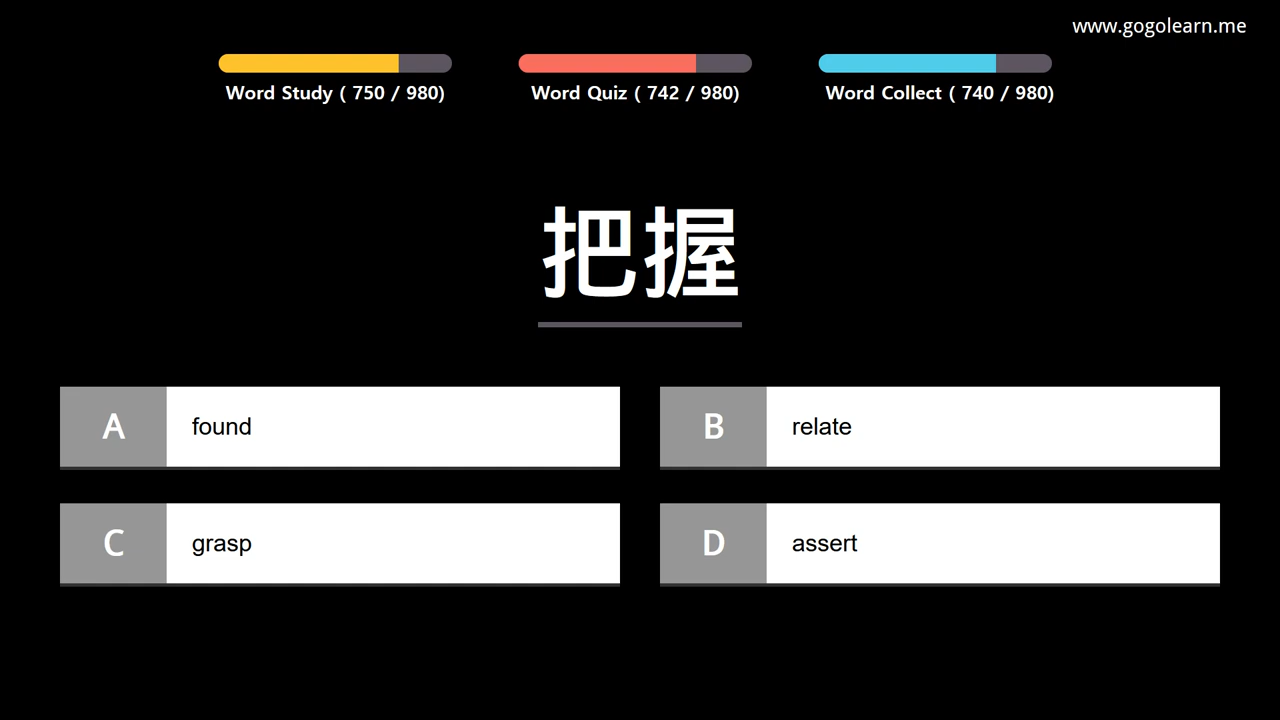 www.gogolearn.me
Word Study ( 750 / 980)
Word Quiz ( 742 / 980)
Word Collect ( 740 / 980)
把握
A found
B relate
C grasp
D assert